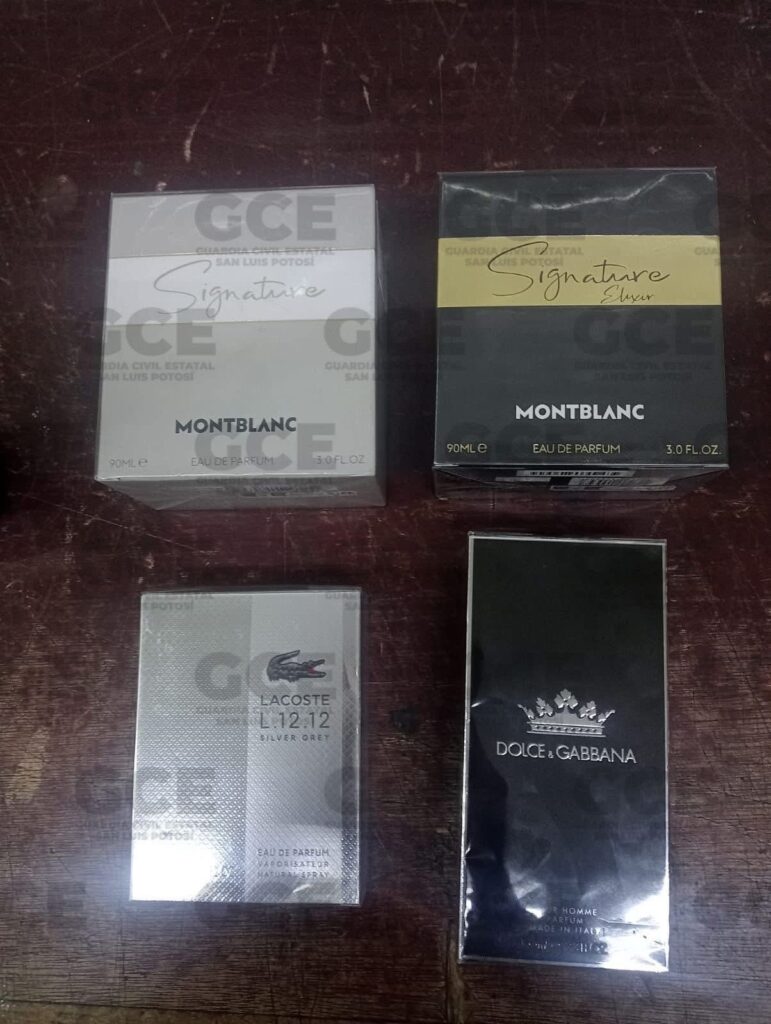 Signature
MONTBLANC
90ML e EAU DE PARFUM 3.0 FL.OZ.
Signature
Elixir
MONTBLANC
90ML e EAU DE PARFUM 3.0 FL.OZ.
LACOSTE
L.12.12
SILVER GREY
EAU DE PARFUM
VAPORISATEUR
NATURAL SPRAY
DOLCE & GABBANA
HOMME
PARFUM
MADE IN ITALY
GCE
GUARDIA CIVIL ESTATAL
SAN LUIS POTOSÍ